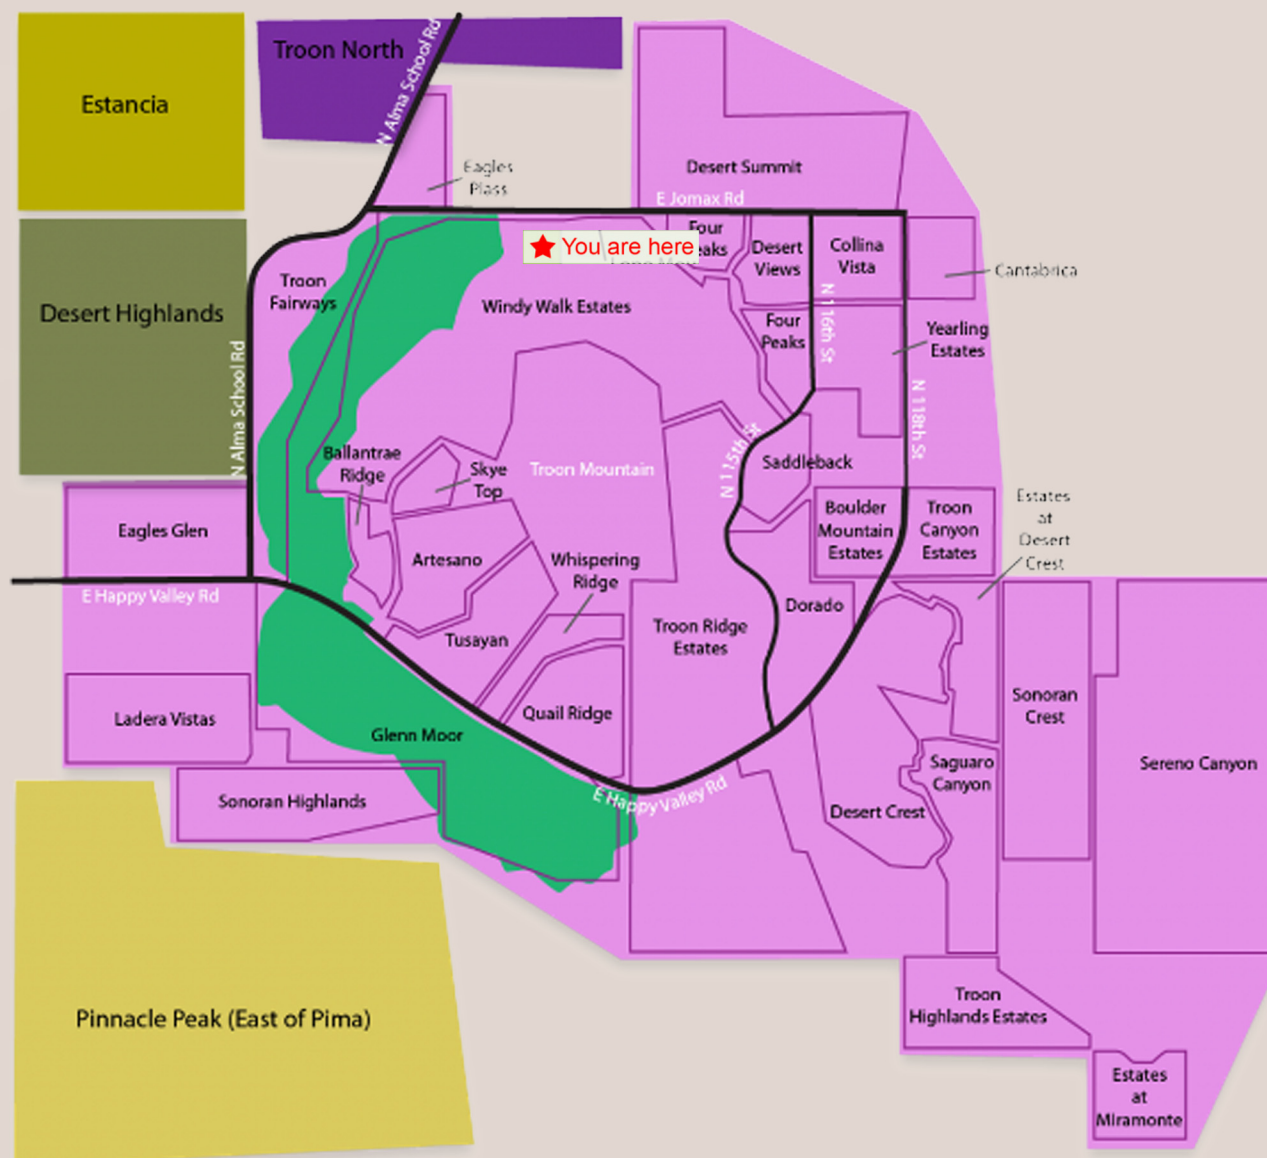 Troon North
N Alma School Rd
Estancia
Eagles
Plass
Desert Summit
E Jomax Rd
You are here
Four
Desert
Views
Collina
Vista
Cantabrica
Desert Highlands
Troon
Fairways
Windy Walk Estates
N 116th St
Four
Peaks
Yearling
Estates
N Alma School Rd
N 118th St
Ballantrae
Ridge
Skye
Top
Troon Mountain
N 115th St
Saddleback
Eagles Glen
Artesano
Whispering
Ridge
Boulder
Mountain
Estates
Troon
Canyon
Estates
Estates
at
Desert
Crest
E Happy Valley Rd
Tusayan
Troon Ridge
Estates
Dorado
Ladera Vistas
Glenn Moor
Quail Ridge
Sonoran
Crest
Sereno Canyon
Saguaro
Canyon
Sonoran Highlands
E Happy Valley Rd
Desert Crest
Pinnacle Peak (East of Pima)
Troon
Highlands Estates
Estates
at
Miramonte